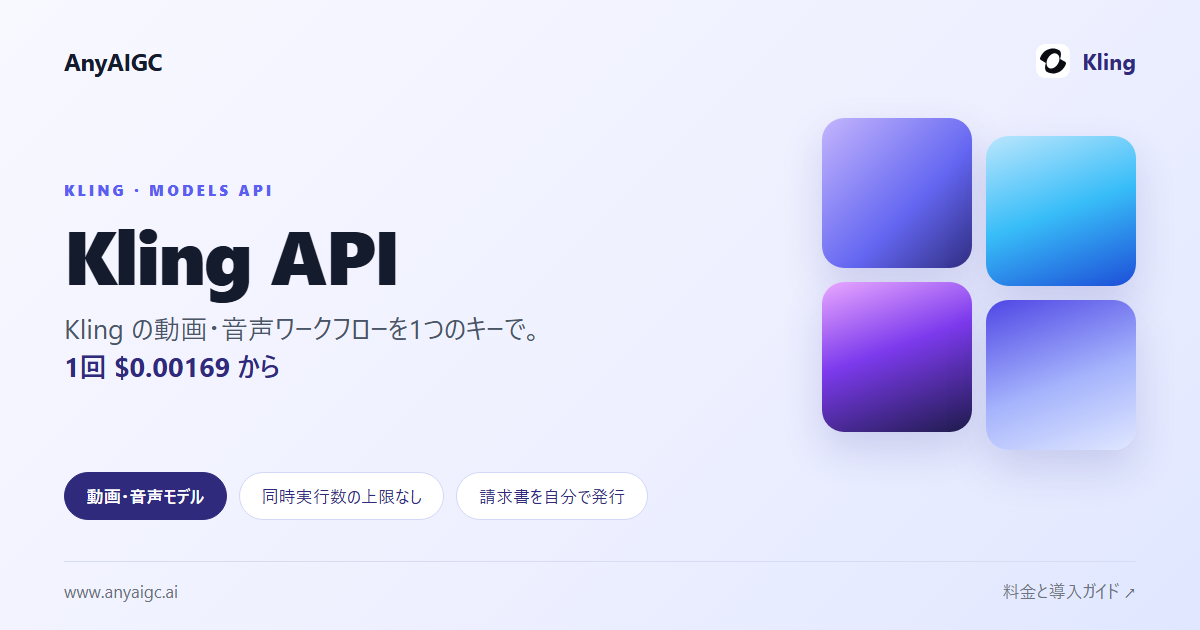 AnyAIGC
Kling
KLING · MODELS API
Kling API
Kling の動画・音声ワークフローを1つのキーで。
1回 $0.00169 から
動画・音声モデル
同時実行数の上限なし
請求書を自分で発行
www.anyaigc.ai
料金と導入ガイド ↗